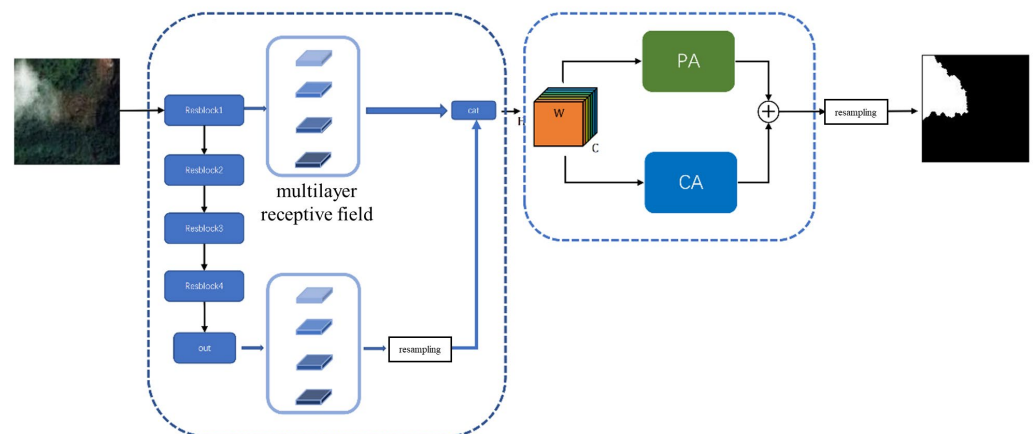 Resblock1
Resblock2
Resblock3
Resblock4
out
multilayer
receptive field
resampling
cat
H
W
C
PA
CA
resampling